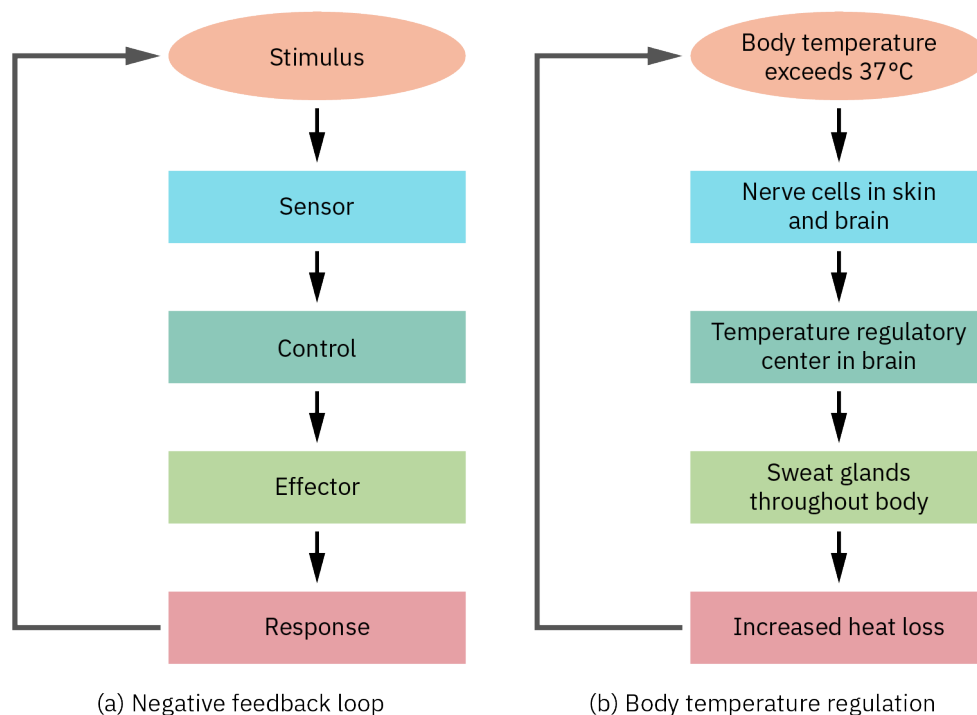 Stimulus
Sensor
Control
Effector
Response
(a) Negative feedback loop
Body temperature
exceeds 37°C
Nerve cells in skin
and brain
Temperature regulatory
center in brain
Sweat glands
throughout body
Increased heat loss
(b) Body temperature regulation